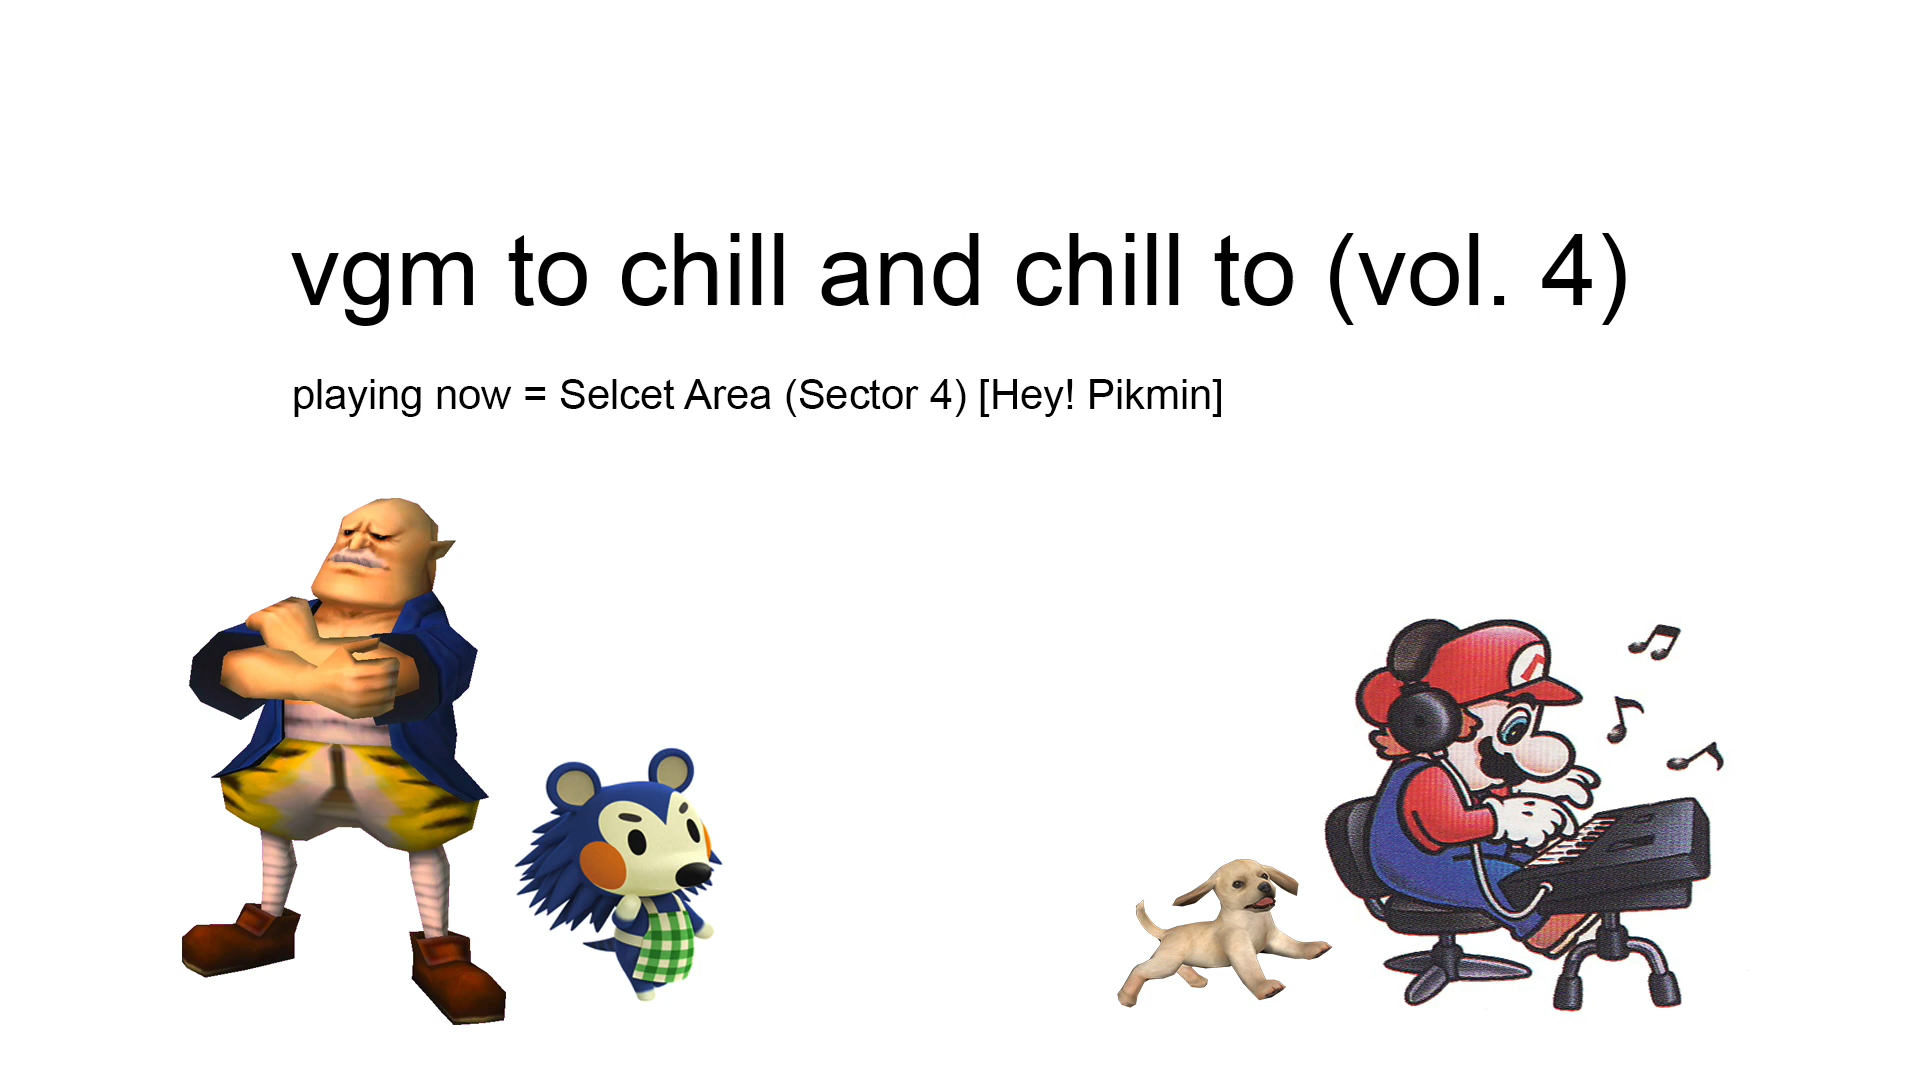 vgm to chill and chill to (vol. 4)
playing now = Selcet Area (Sector 4) [Hey! Pikmin]